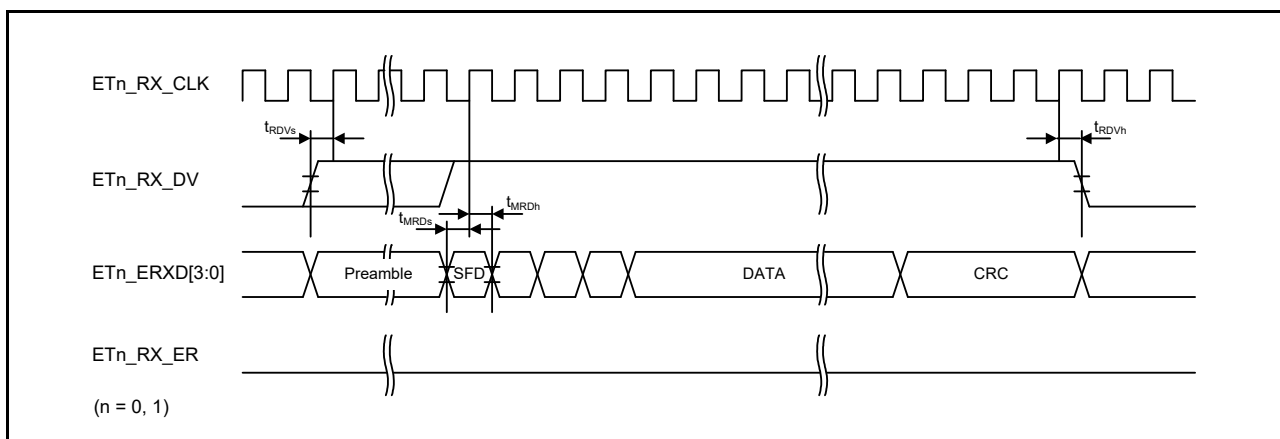 ETn_RX_CLK
tRDVs
tRDVh
ETn_RX_DV
tMRDs
tMRDh
ETn_ERXD[3:0]
Preamble
SFD
DATA
CRC
ETn_RX_ER
(n = 0, 1)